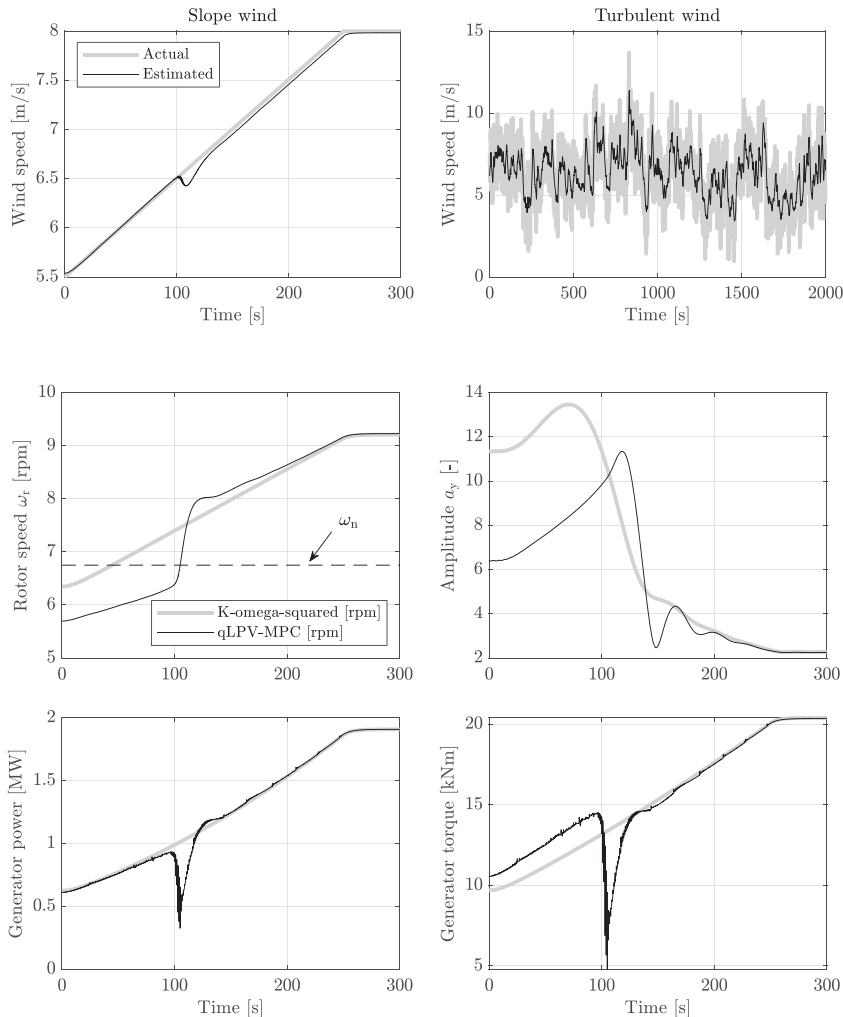 Slope wind
Wind speed [m/s]
8
7.5
7
6.5
6
5.5
Actual
Estimated
0 100 200 300
Time [s]
Turbulent wind
Wind speed [m/s]
15
10
5
0
0 500 1000 1500 2000
Time [s]
Rotor speed ωr [rpm]
10
9
8
7
6
5
ωn
K-omega-squared [rpm]
qLPV-MPC [rpm]
0 100 200 300
Amplitude ay [-]
14
12
10
8
6
4
2
0 100 200 300
Generator power [MW]
2
1.5
1
0.5
0
0 100 200 300
Time [s]
Generator torque [kNm]
20
15
10
5
0 100 200 300
Time [s]